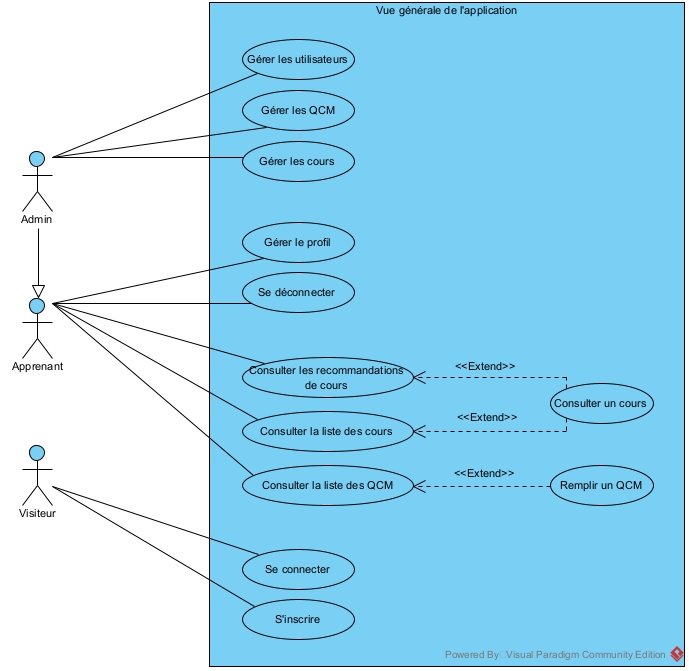 Vue générale de l'application
Gérer les utilisateurs
Gérer les QCM
Gérer les cours
Admin
Gérer le profil
Se déconnecter
Apprenant
Consulter les recommandations
de cours
<<Extend>>
Consulter un cours
<<Extend>>
Consulter la liste des cours
<<Extend>>
Consulter la liste des QCM
Remplir un QCM
Visiteur
Se connecter
S'inscrire
Powered By Visual Paradigm Community Edition